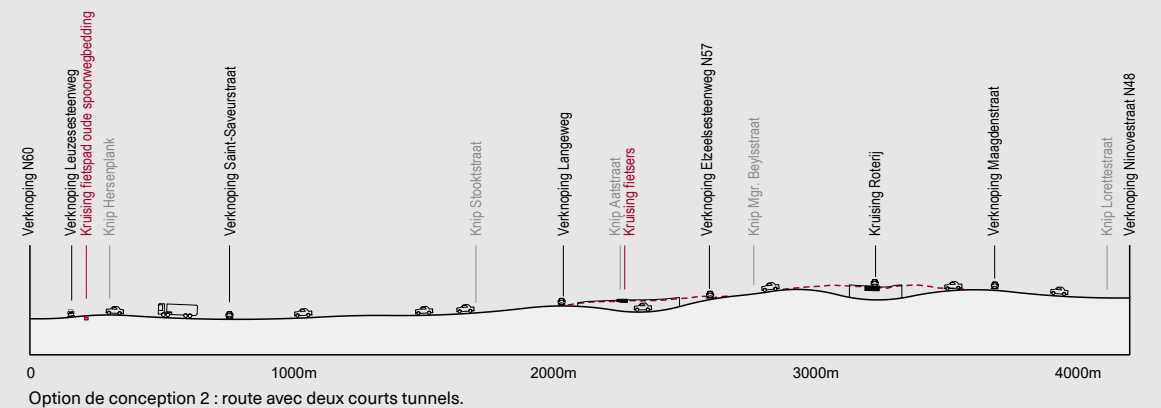 Verknoping N60
Verknoping Leuzesesteenweg
Kruising fietspad oude spoorwegbedding
Knip Hersenplank
Verknoping Saint-Saveurstraat
Knip Stooktstraat
Verknoping Langeweg
Knip Aatstraat
Kruising fietsers
Verknoping Elzeelsesteenweg N57
Knip Mgr. Beylsstraat
Kruising Roterij
Verknoping Maagdenstraat
Knip Lorettestraat
Verknoping Ninovestraat N48
0
1000m
2000m
3000m
4000m
Option de conception 2 : route avec deux courts tunnels.